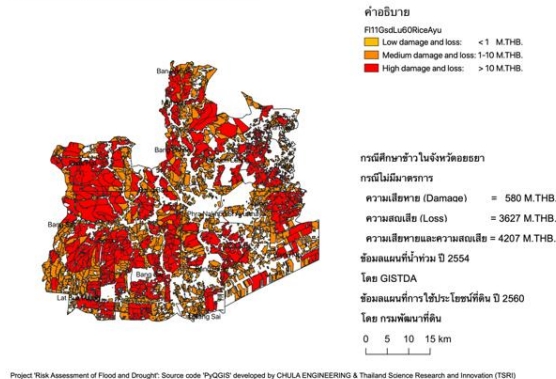 คำอธิบาย
Fl11GsdLu60RiceAyu
Low damage and loss: < 1 M.THB.
Medium damage and loss: 1-10 M.THB.
High damage and loss: > 10 M.THB.
กรณีศึกษาข้าวในจังหวัดอยุธยา
กรณีไม่มีมาตรการ
ความเสียหาย (Damage) = 580 M.THB.
ความสูญเสีย (Loss) = 3627 M.THB.
ความเสียหายและความสูญเสีย = 4207 M.THB.
ข้อมูลแผนที่น้ำท่วม ปี 2554
โดย GISTDA
ข้อมูลแผนที่การใช้ประโยชน์ที่ดิน ปี 2560
โดย กรมพัฒนาที่ดิน
0 5 10 15 km
Project 'Risk Assessment of Flood and Drought': Source code 'PyQGIS' developed by CHULA ENGINEERING & Thailand Science Research and Innovation (TSRI)